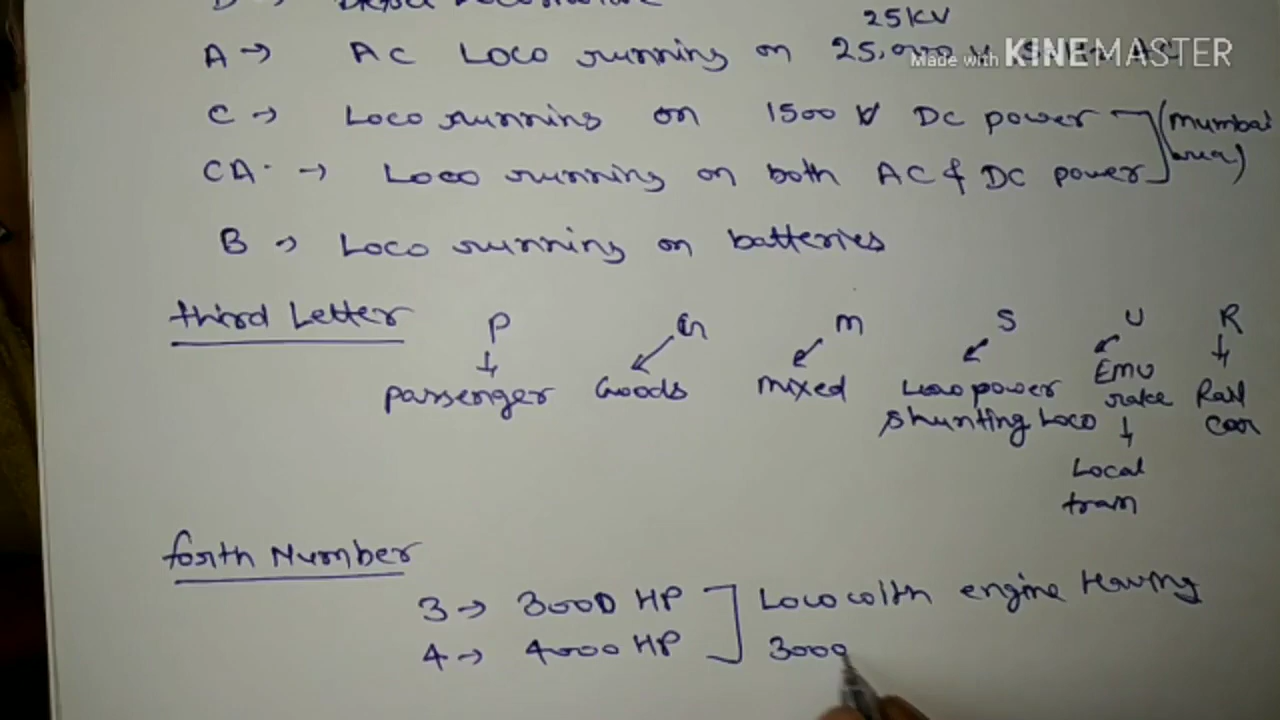 25KV
A → AC Loco running on 25,000 V, 50Hz AC
Made with KINEMASTER
C → Loco running on 1500 V DC power (mumbai
CA → Loco running on both AC & DC power area)
B → Loco running on batteries
third Letter P G m S U R
passenger Goods mixed Low power EMU Rail
shunting Loco rake car
Local
train
forth Number
3 → 3000 HP Loco with engine Having
4 → 4000 HP 3000